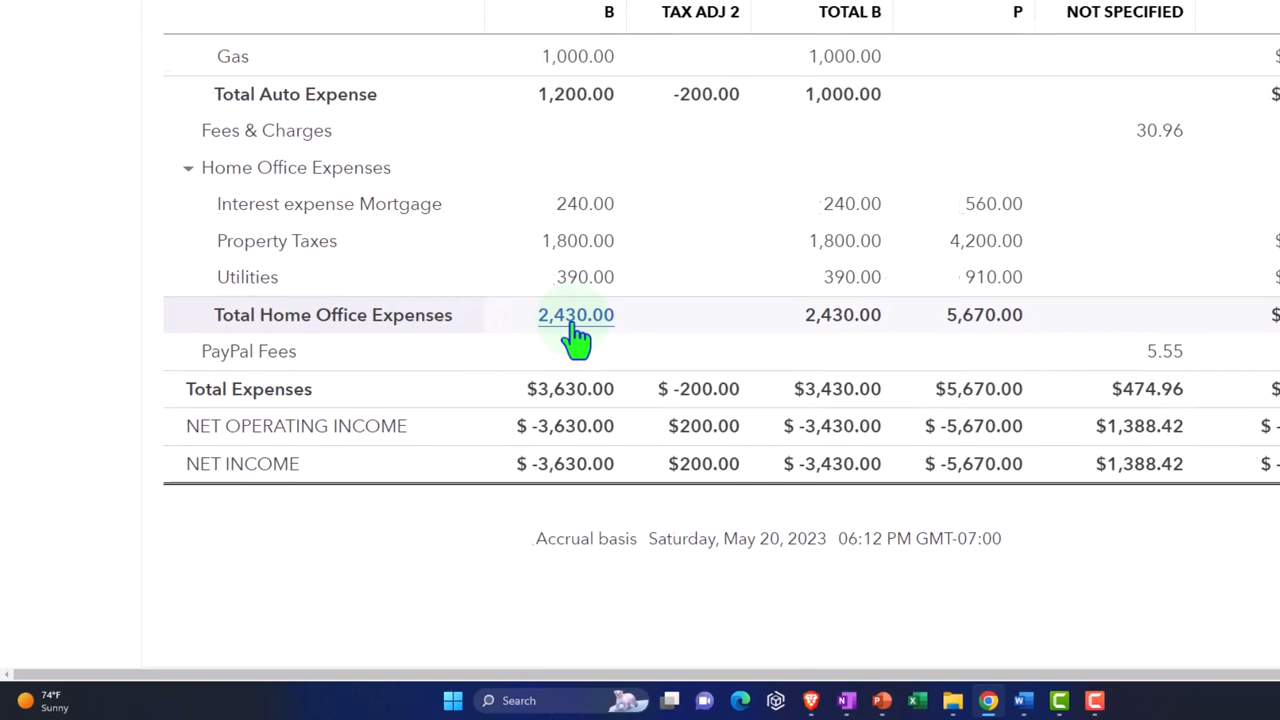 B TAX ADJ 2 TOTAL B P NOT SPECIFIED
Gas 1,000.00 1,000.00 $
Total Auto Expense 1,200.00 -200.00 1,000.00 $
Fees & Charges 30.96
Home Office Expenses
Interest expense Mortgage 240.00 240.00 560.00
Property Taxes 1,800.00 1,800.00 4,200.00 $
Utilities 390.00 390.00 910.00 $
Total Home Office Expenses 2,430.00 2,430.00 5,670.00 $
PayPal Fees 5.55
Total Expenses $3,630.00 $ -200.00 $3,430.00 $5,670.00 $474.96 $
NET OPERATING INCOME $ -3,630.00 $200.00 $ -3,430.00 $ -5,670.00 $1,388.42 $ -
NET INCOME $ -3,630.00 $200.00 $ -3,430.00 $ -5,670.00 $1,388.42 $ -
Accrual basis Saturday, May 20, 2023 06:12 PM GMT-07:00
74°F
Sunny
Search